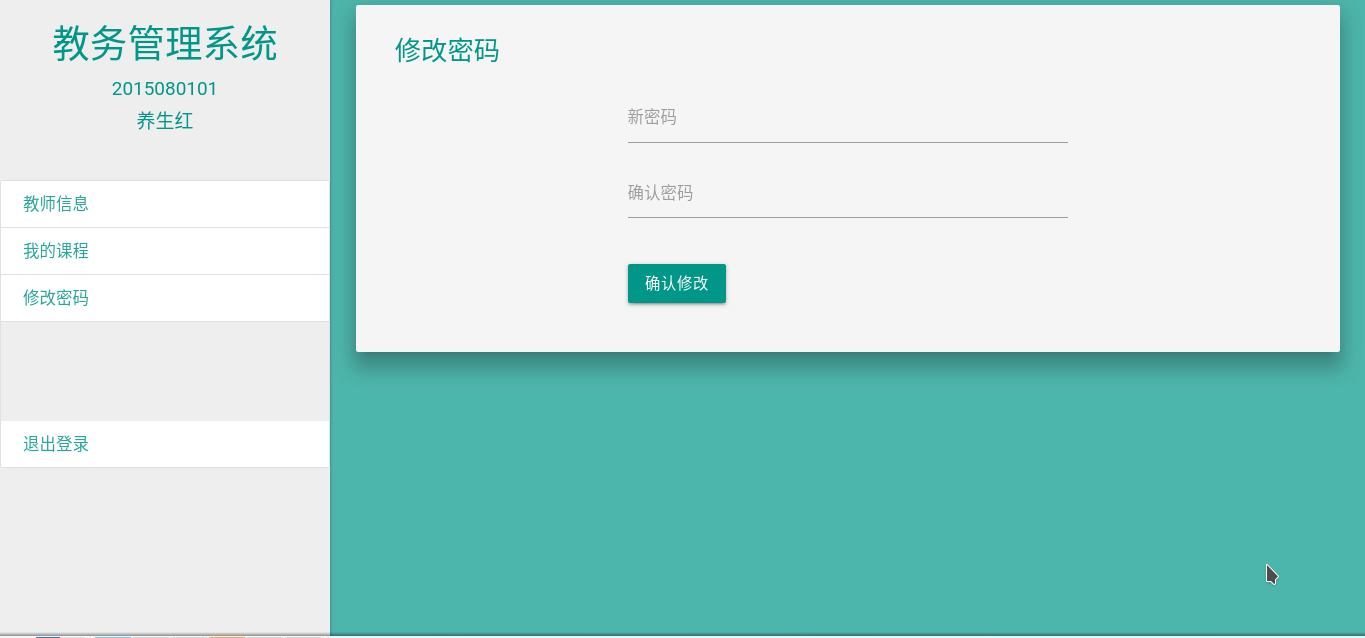 教务管理系统
2015080101
养生红
教师信息
我的课程
修改密码
退出登录
修改密码
新密码
确认密码
确认修改